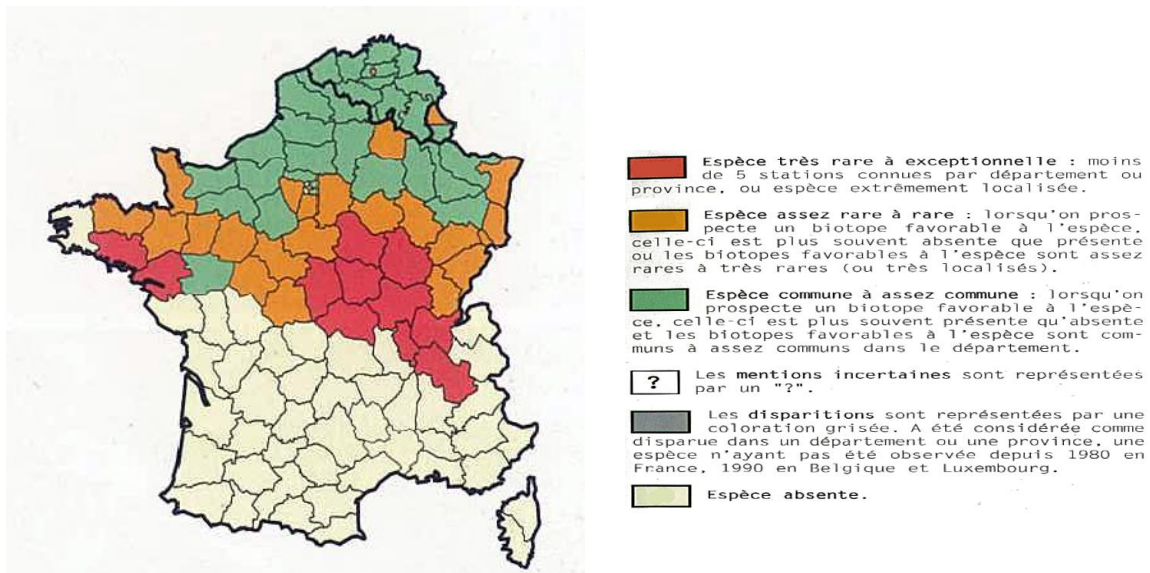 Espèce très rare à exceptionnelle : moins
de 5 stations connues par département ou
province, ou espèce extrêmement localisée.
Espèce assez rare à rare : lorsqu'on pros-
pecte un biotope favorable à l'espèce,
celle-ci est plus souvent absente que présente
ou les biotopes favorables à l'espèce sont assez
rares à très rares (ou très localisés).
Espèce commune à assez commune : lorsqu'on
prospecte un biotope favorable à l'espè-
ce, celle-ci est plus souvent présente qu'absente
et les biotopes favorables à l'espèce sont com-
muns à assez communs dans le département.
?
Les mentions incertaines sont représentées
par un "?".
Les disparitions sont représentées par une
coloration grisée. A été considérée comme
disparue dans un département ou une province, une
espèce n'ayant pas été observée depuis 1980 en
France, 1990 en Belgique et Luxembourg.
Espèce absente.